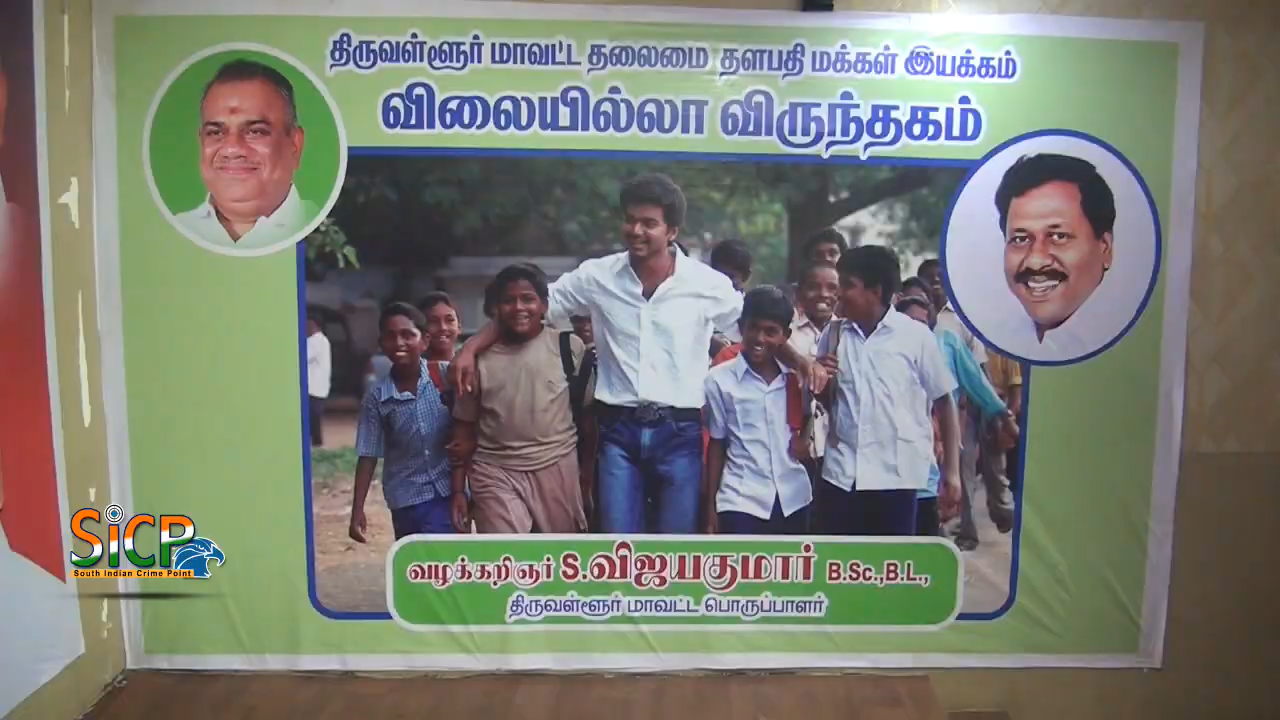 திருவள்ளூர் மாவட்ட தலைமை தளபதி மக்கள் இயக்கம்
விலையில்லா விருந்தகம்
வழக்கறிஞர் S.விஜயகுமார் B.Sc.,B.L.,
திருவள்ளூர் மாவட்ட பொருப்பாளர்
SiCP
South Indian Crime Point